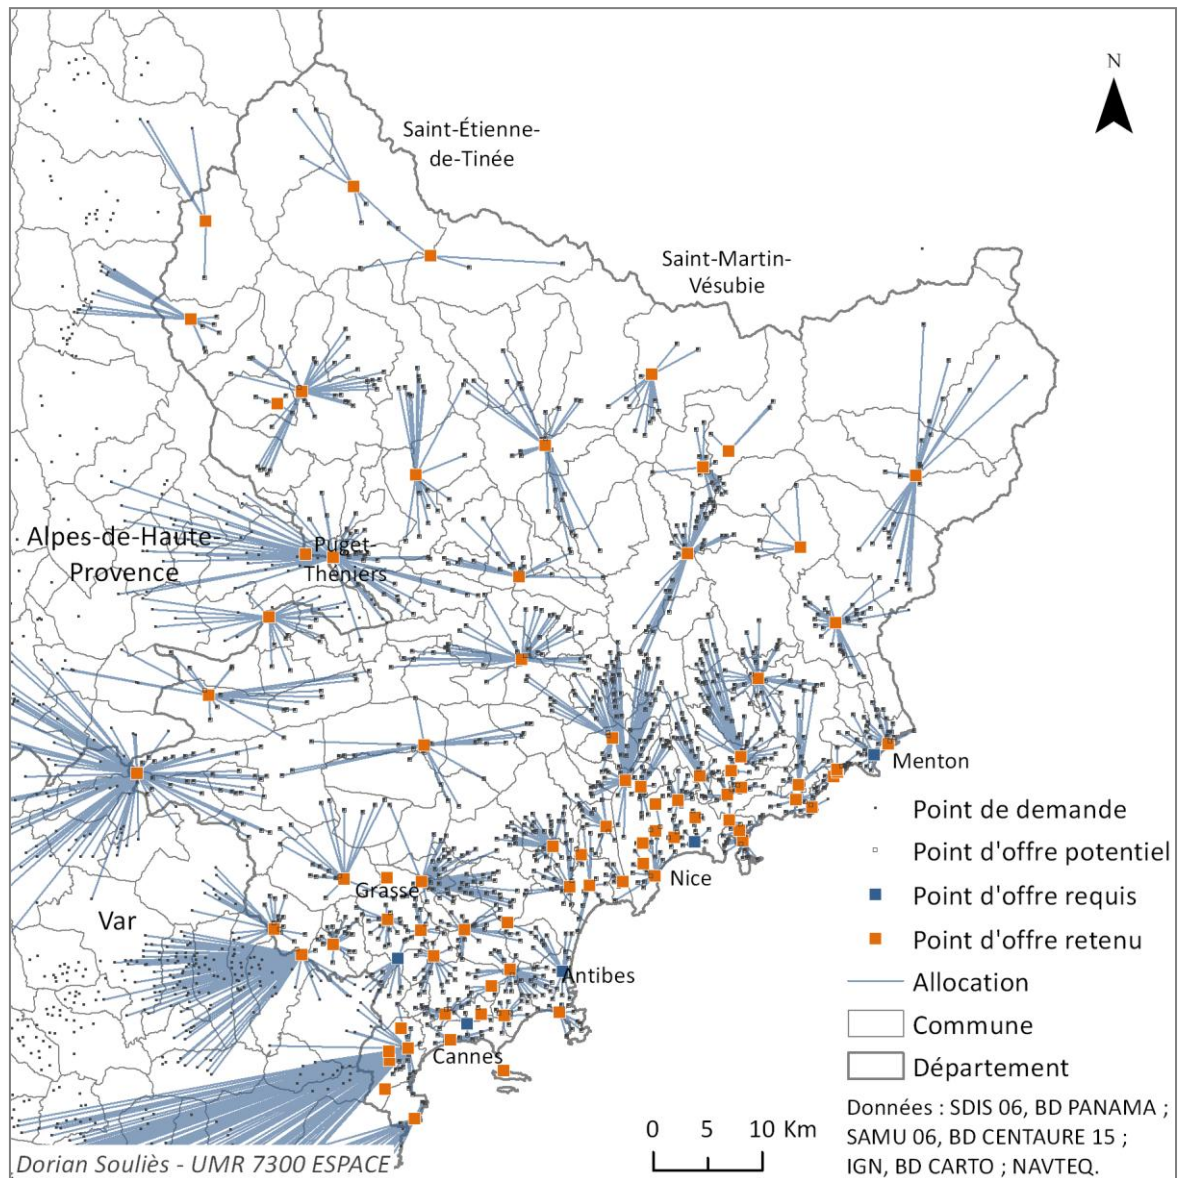 N
Saint-Étienne-
de-Tinée
Saint-Martin-
Vésubie
Alpes-de-Haute-
Provence
Puget-
Théniers
Menton
Nice
Grasse
Var
Antibes
Cannes
Point de demande
Point d'offre potentiel
Point d'offre requis
Point d'offre retenu
Allocation
Commune
Département
0 5 10 Km
Données : SDIS 06, BD PANAMA ;
SAMU 06, BD CENTAURE 15 ;
IGN, BD CARTO ; NAVTEQ.
Dorian Souliès - UMR 7300 ESPACE